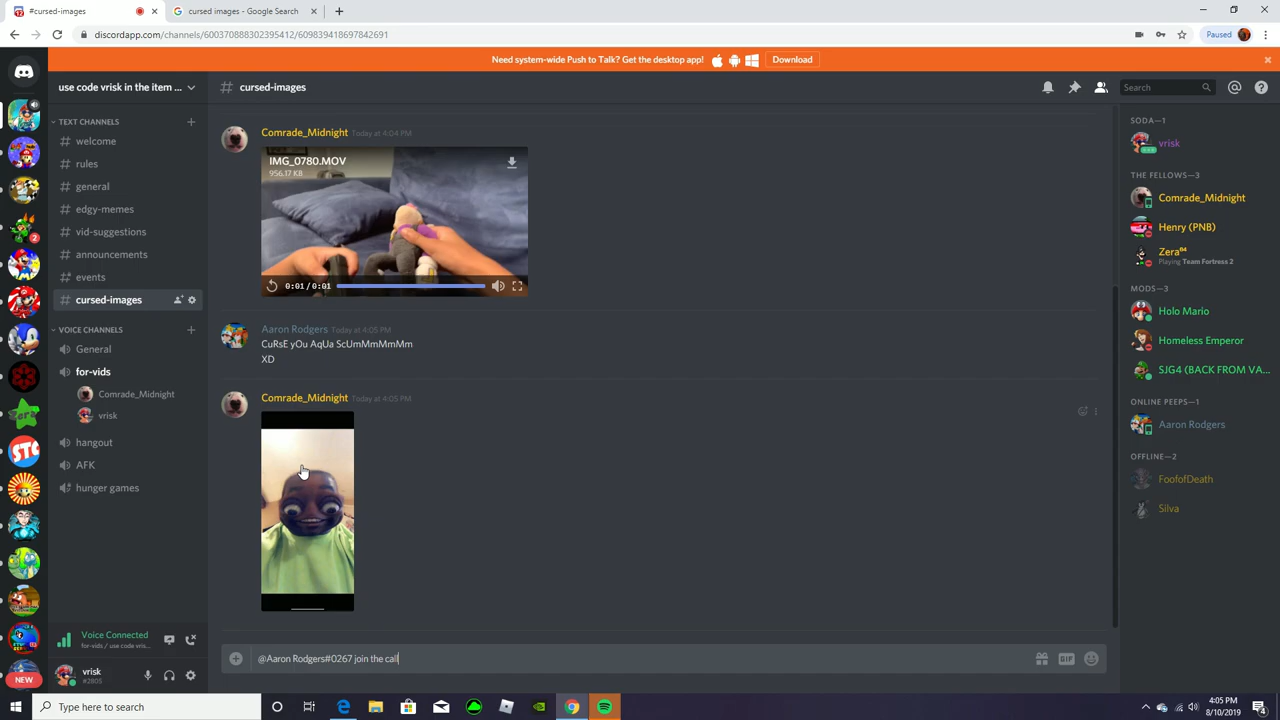 #cursed-images
cursed images - Google Search
discordapp.com/channels/600370888302395412/609839418697842691
Paused
Need system-wide Push to Talk? Get the desktop app!
Download
use code vrisk in the item ...
# cursed-images
Search
TEXT CHANNELS
# welcome
# rules
# general
# edgy-memes
# vid-suggestions
# announcements
# events
# cursed-images
VOICE CHANNELS
General
for-vids
Comrade_Midnight
vrisk
hangout
AFK
hunger games
Voice Connected
for-vids / use code vris...
vrisk
#2805
2
STC
NEW
Comrade_Midnight Today at 4:04 PM
IMG_0780.MOV
956.17 KB
0:01 / 0:01
Aaron Rodgers Today at 4:05 PM
CuRsE yOu AqUa ScUmMmMmMm
XD
Comrade_Midnight Today at 4:05 PM
@Aaron Rodgers#0267 join the call
GIF
SODA—1
vrisk
THE FELLOWS—3
Comrade_Midnight
Henry (PNB)
Zera⁶⁴
Playing Team Fortress 2
MODS—3
Holo Mario
Homeless Emperor
SJG4 (BACK FROM VA...
ONLINE PEEPS—1
Aaron Rodgers
OFFLINE—2
FoofofDeath
Silva
Type here to search
4:05 PM
8/10/2019